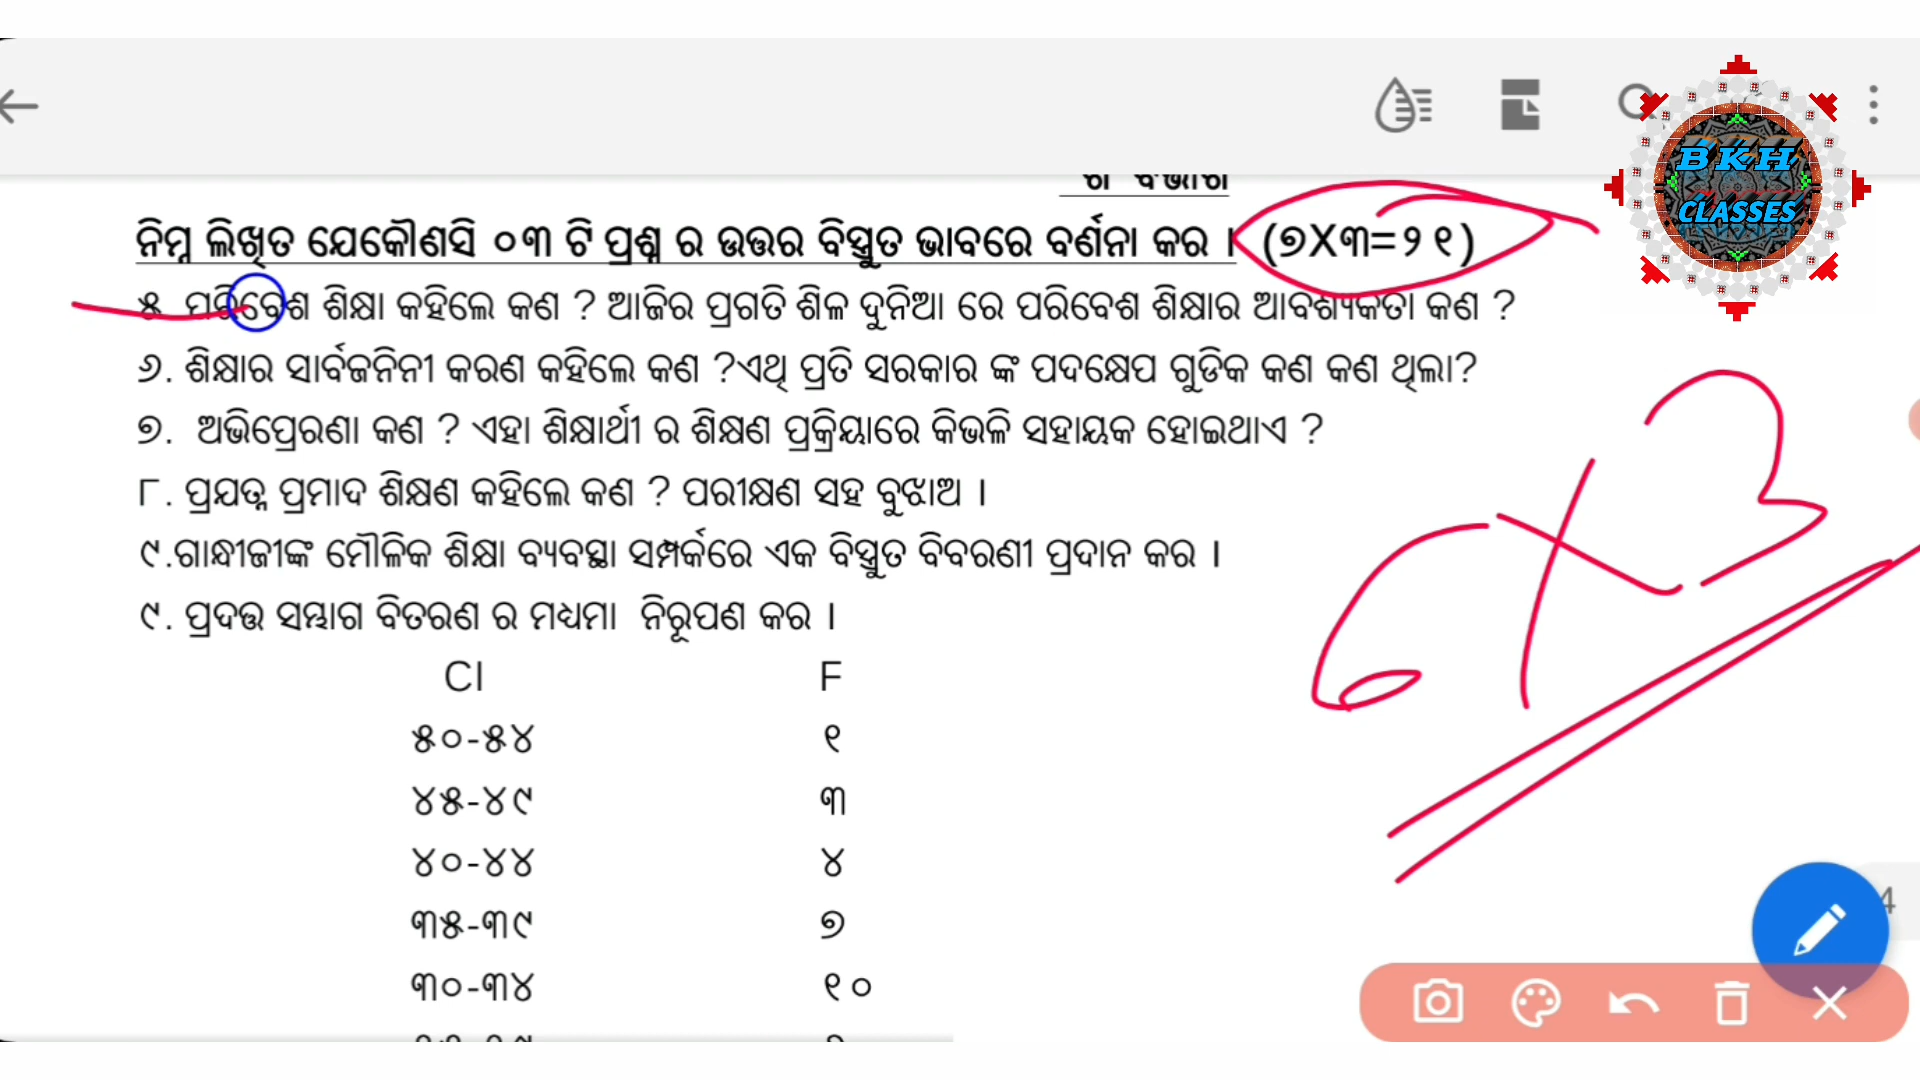 BKH
CLASSES
ନିମ୍ନ ଲିଖିତ ଯେକୌଣସି ୦୩ ଟି ପ୍ରଶ୍ନ ର ଉତ୍ତର ବିସ୍ତୃତ ଭାବରେ ବର୍ଣନା କର । (୭X୩=୨୧)
୫ ପରିବେଶ ଶିକ୍ଷା କହିଲେ କଣ ? ଆଜିର ପ୍ରଗତି ଶିଳ ଦୁନିଆ ରେ ପରିବେଶ ଶିକ୍ଷାର ଆବଶ୍ୟକତା କଣ ?
୬. ଶିକ୍ଷାର ସାର୍ବଜନିନୀ କରଣ କହିଲେ କଣ ?ଏଥି ପ୍ରତି ସରକାର ଙ୍କ ପଦକ୍ଷେପ ଗୁଡିକ କଣ କଣ ଥିଲା?
୭. ଅଭିପ୍ରେରଣା କଣ ? ଏହା ଶିକ୍ଷାର୍ଥୀ ର ଶିକ୍ଷଣ ପ୍ରକ୍ରିୟାରେ କିଭଳି ସହାୟକ ହୋଇଥାଏ ?
୮. ପ୍ରଯତ୍ନ ପ୍ରମାଦ ଶିକ୍ଷଣ କହିଲେ କଣ ? ପରୀକ୍ଷଣ ସହ ବୁଝାଅ ।
୯.ଗାନ୍ଧୀଜୀଙ୍କ ମୌଳିକ ଶିକ୍ଷା ବ୍ୟବସ୍ଥା ସମ୍ପର୍କରେ ଏକ ବିସ୍ତୃତ ବିବରଣୀ ପ୍ରଦାନ କର ।
୯. ପ୍ରଦତ୍ତ ସମ୍ଭାଗ ବିତରଣ ର ମଧ୍ୟମା ନିରୂପଣ କର ।
CI F
୫୦-୫୪ ୧
୪୫-୪୯ ୩
୪୦-୪୪ ୪
୩୫-୩୯ ୭
୩୦-୩୪ ୧୦
6X3
4